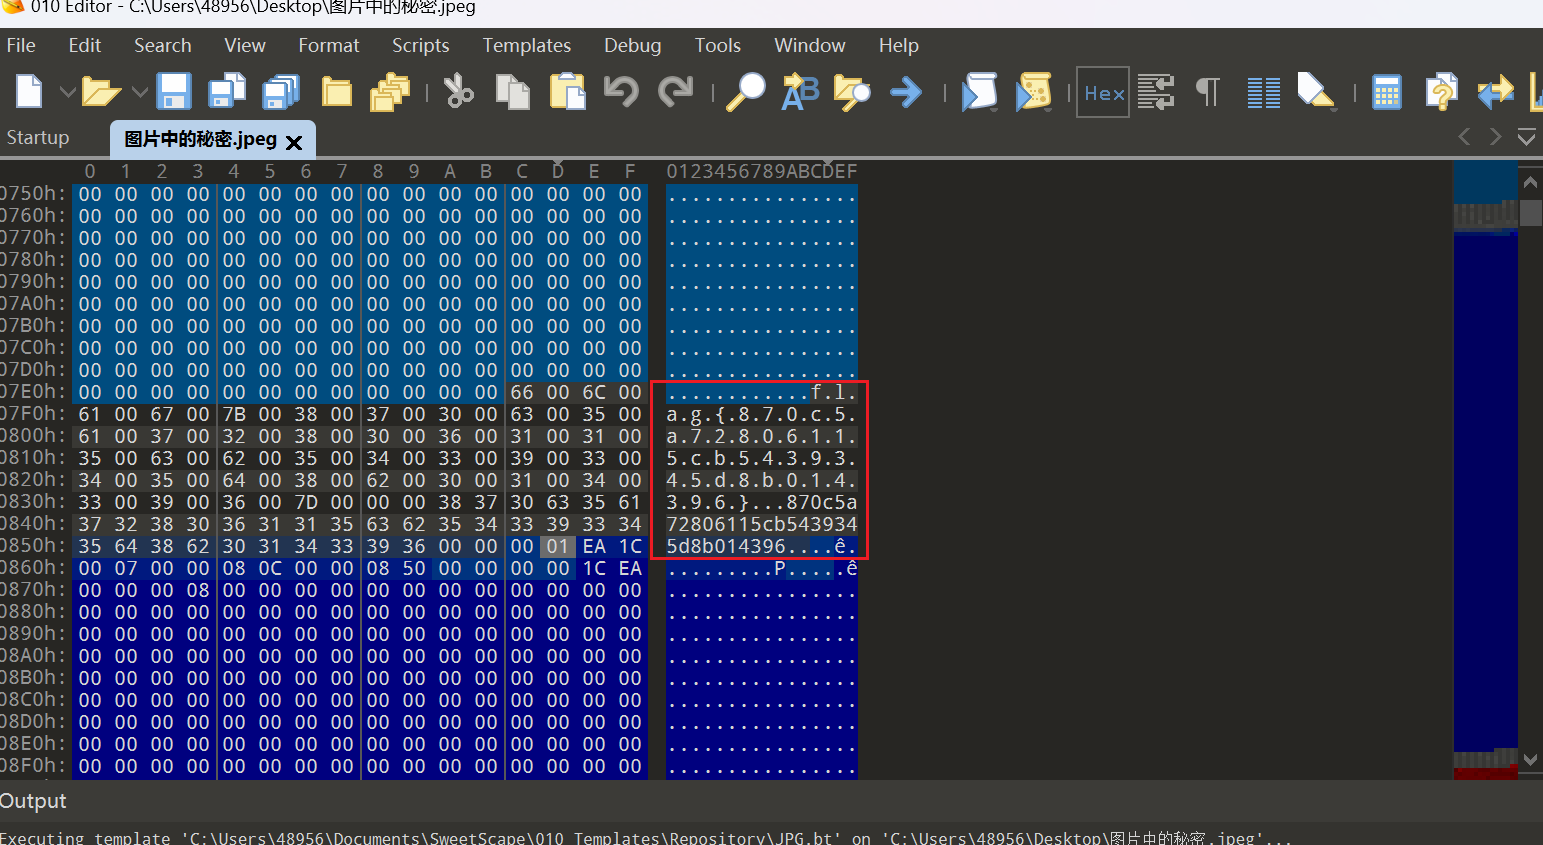 010 Editor - C:\Users\48956\Desktop\图片中的秘密.jpeg
File Edit Search View Format Scripts Templates Debug Tools Window Help
Hex
Startup 图片中的秘密.jpeg
0 1 2 3 4 5 6 7 8 9 A B C D E F 0123456789ABCDEF
0750h: 00 00 00 00 00 00 00 00 00 00 00 00 00 00 00 00 ................
0760h: 00 00 00 00 00 00 00 00 00 00 00 00 00 00 00 00 ................
0770h: 00 00 00 00 00 00 00 00 00 00 00 00 00 00 00 00 ................
0780h: 00 00 00 00 00 00 00 00 00 00 00 00 00 00 00 00 ................
0790h: 00 00 00 00 00 00 00 00 00 00 00 00 00 00 00 00 ................
07A0h: 00 00 00 00 00 00 00 00 00 00 00 00 00 00 00 00 ................
07B0h: 00 00 00 00 00 00 00 00 00 00 00 00 00 00 00 00 ................
07C0h: 00 00 00 00 00 00 00 00 00 00 00 00 00 00 00 00 ................
07D0h: 00 00 00 00 00 00 00 00 00 00 00 00 00 00 00 00 ................
07E0h: 00 00 00 00 00 00 00 00 00 00 00 00 66 00 6C 00 ............f.l.
07F0h: 61 00 67 00 7B 00 38 00 37 00 30 00 63 00 35 00 a.g.{.8.7.0.c.5.
0800h: 61 00 37 00 32 00 38 00 30 00 36 00 31 00 31 00 a.7.2.8.0.6.1.1.
0810h: 35 00 63 00 62 00 35 00 34 00 33 00 39 00 33 00 5.c.b.5.4.3.9.3.
0820h: 34 00 35 00 64 00 38 00 62 00 30 00 31 00 34 00 4.5.d.8.b.0.1.4.
0830h: 33 00 39 00 36 00 7D 00 00 00 38 37 30 63 35 61 3.9.6.}...870c5a
0840h: 37 32 38 30 36 31 31 35 63 62 35 34 33 39 33 34 72806115cb543934
0850h: 35 64 38 62 30 31 34 33 39 36 00 00 00 01 EA 1C 5d8b014396....ê.
0860h: 00 07 00 00 08 0C 00 00 08 50 00 00 00 00 1C EA .........P.....ê
0870h: 00 00 00 08 00 00 00 00 00 00 00 00 00 00 00 00 ................
0880h: 00 00 00 00 00 00 00 00 00 00 00 00 00 00 00 00 ................
0890h: 00 00 00 00 00 00 00 00 00 00 00 00 00 00 00 00 ................
08A0h: 00 00 00 00 00 00 00 00 00 00 00 00 00 00 00 00 ................
08B0h: 00 00 00 00 00 00 00 00 00 00 00 00 00 00 00 00 ................
08C0h: 00 00 00 00 00 00 00 00 00 00 00 00 00 00 00 00 ................
08D0h: 00 00 00 00 00 00 00 00 00 00 00 00 00 00 00 00 ................
08E0h: 00 00 00 00 00 00 00 00 00 00 00 00 00 00 00 00 ................
08F0h: 00 00 00 00 00 00 00 00 00 00 00 00 00 00 00 00 ................
Output
Executing template 'C:\Users\48956\Documents\SweetScape\010 Templates\Repository\JPG.bt' on 'C:\Users\48956\Desktop\图片中的秘密.jpeg'...